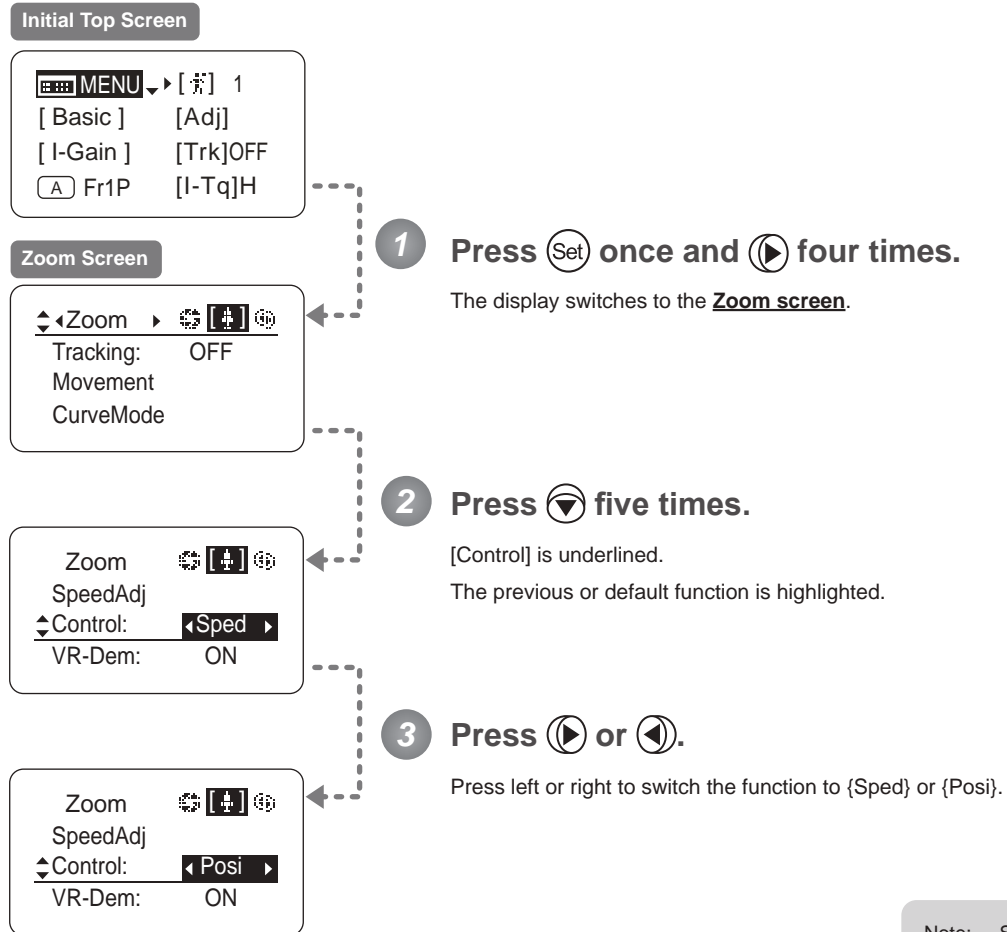 Initial Top Screen
MENU [ ] 1
[ Basic ] [Adj]
[ I-Gain ] [Trk]OFF
A Fr1P [I-Tq]H
1 Press Set once and four times.
The display switches to the Zoom screen.
Zoom Screen
Zoom
Tracking: OFF
Movement
CurveMode
2 Press five times.
[Control] is underlined.
The previous or default function is highlighted.
Zoom
SpeedAdj
Control: Sped
VR-Dem: ON
3 Press or .
Press left or right to switch the function to {Sped} or {Posi}.
Zoom
SpeedAdj
Control: Posi
VR-Dem: ON